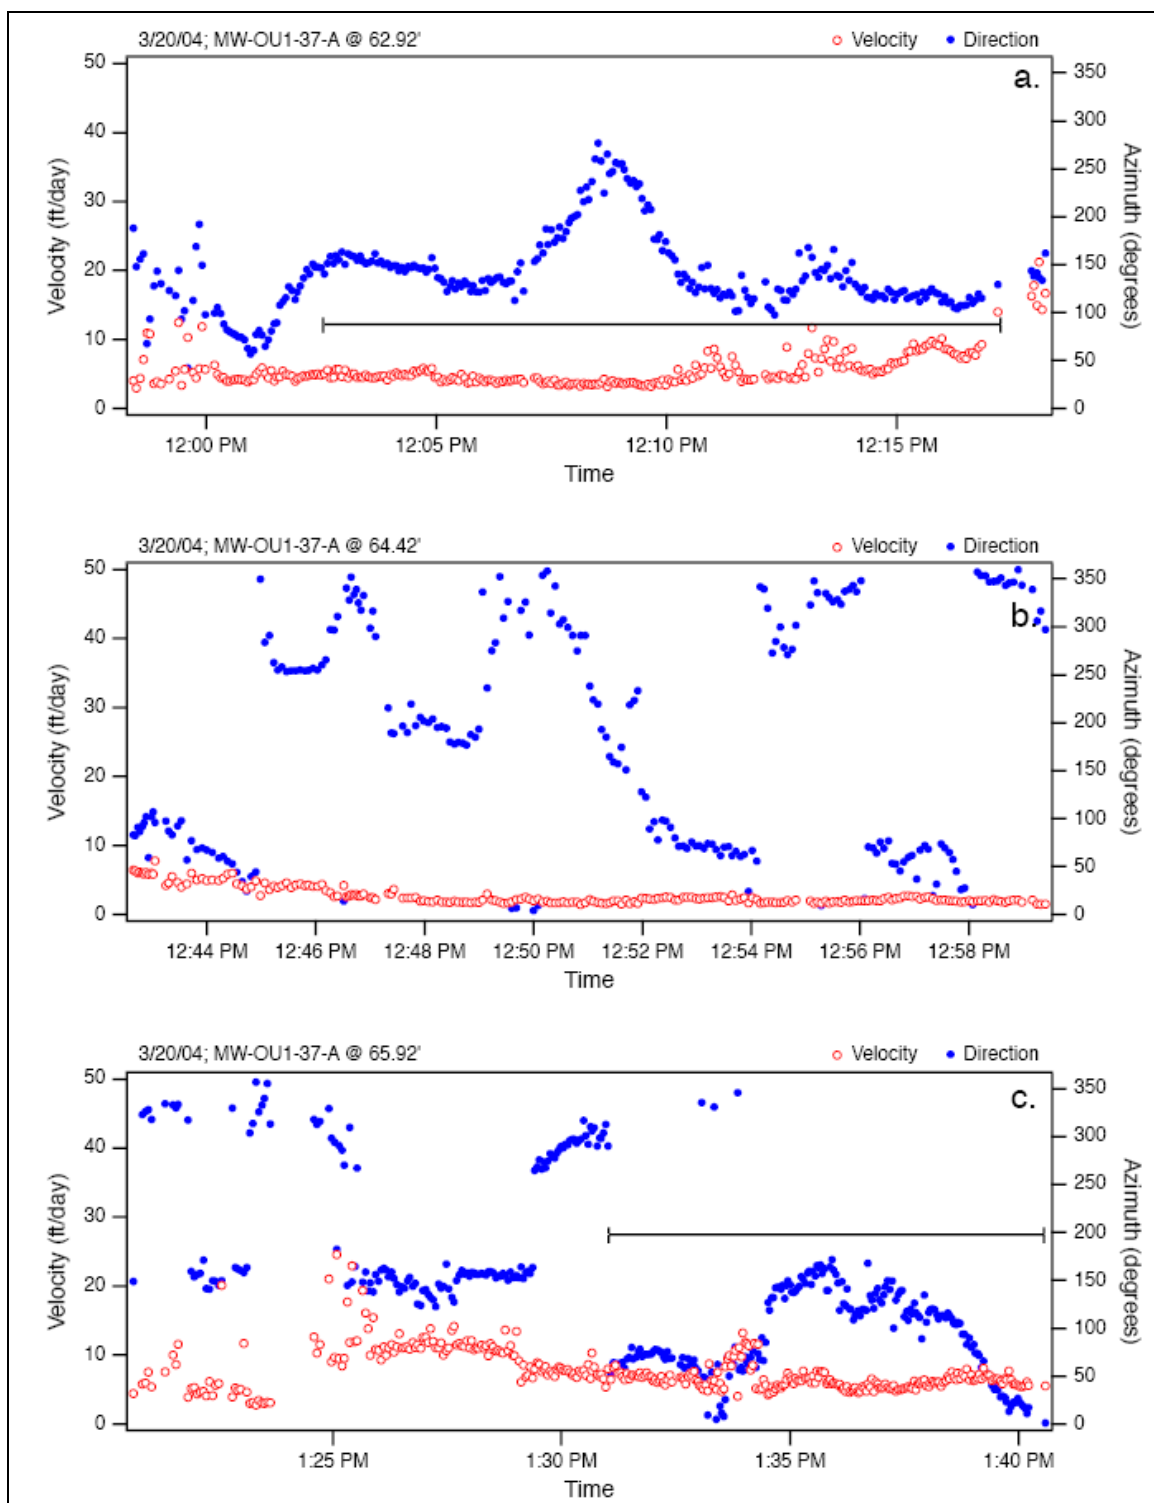 3/20/04; MW-OU1-37-A @ 62.92'
Velocity Direction
a.
50
40
30
20
10
0
Velocity (ft/day)
350
300
250
200
150
100
50
0
Azimuth (degrees)
12:00 PM 12:05 PM 12:10 PM 12:15 PM
Time
3/20/04; MW-OU1-37-A @ 64.42'
Velocity Direction
b.
50
40
30
20
10
0
Velocity (ft/day)
350
300
250
200
150
100
50
0
Azimuth (degrees)
12:44 PM 12:46 PM 12:48 PM 12:50 PM 12:52 PM 12:54 PM 12:56 PM 12:58 PM
Time
3/20/04; MW-OU1-37-A @ 65.92'
Velocity Direction
c.
50
40
30
20
10
0
Velocity (ft/day)
350
300
250
200
150
100
50
0
Azimuth (degrees)
1:25 PM 1:30 PM 1:35 PM 1:40 PM
Time